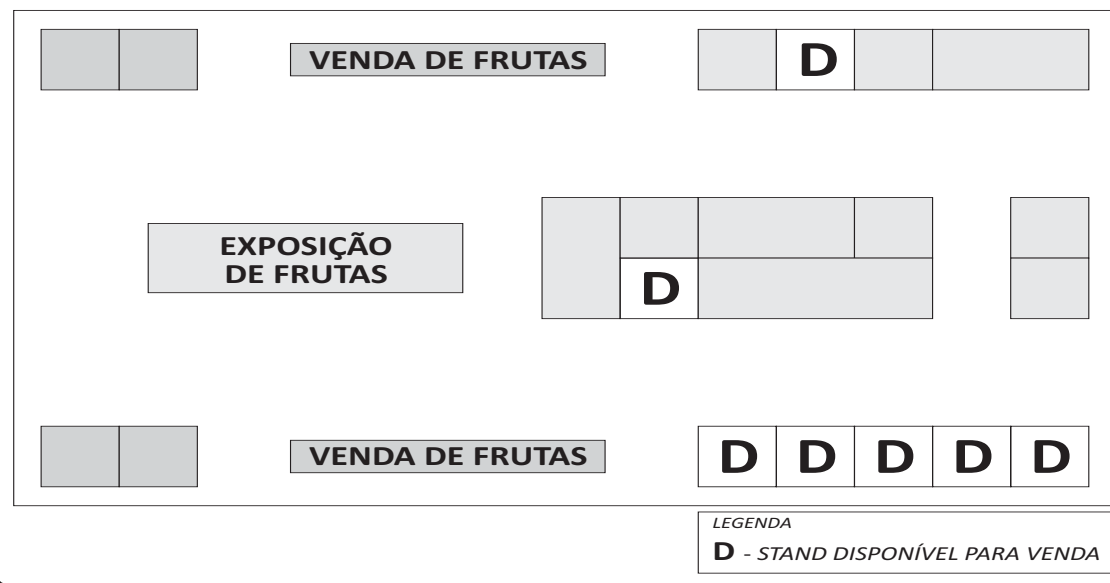 VENDA DE FRUTAS
D
EXPOSIÇÃO
DE FRUTAS
D
VENDA DE FRUTAS
D D D D D
LEGENDA
D - STAND DISPONÍVEL PARA VENDA